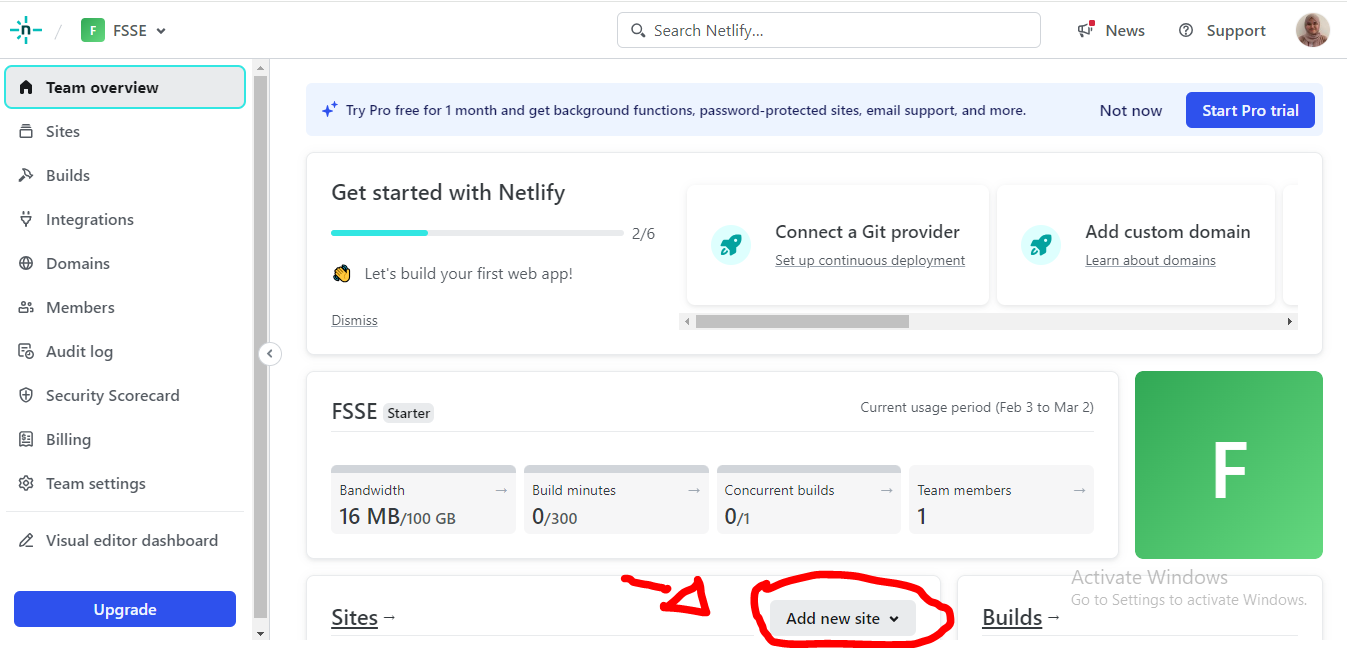 n / F FSSE
Search Netlify...
News
Support
Team overview
Sites
Builds
Integrations
Domains
Members
Audit log
Security Scorecard
Billing
Team settings
Visual editor dashboard
Upgrade
Try Pro free for 1 month and get background functions, password-protected sites, email support, and more.
Not now
Start Pro trial
Get started with Netlify
2/6
Let's build your first web app!
Dismiss
Connect a Git provider
Set up continuous deployment
Add custom domain
Learn about domains
FSSE Starter
Current usage period (Feb 3 to Mar 2)
Bandwidth →
16 MB/100 GB
Build minutes →
0/300
Concurrent builds →
0/1
Team members →
1
F
Sites →
Add new site
Builds →
Activate Windows
Go to Settings to activate Windows.